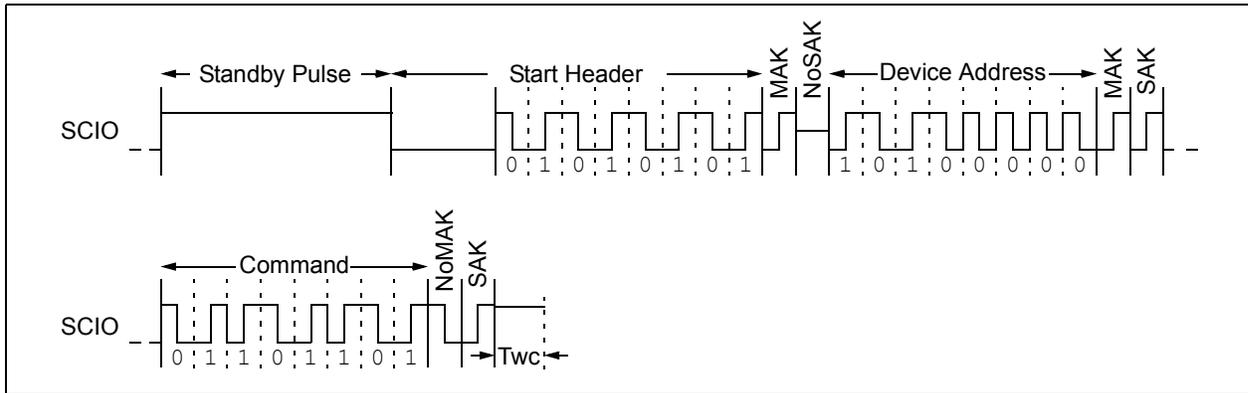 Standby Pulse
Start Header
MAK
NoSAK
Device Address
MAK
SAK
SCIO
0 1 0 1 0 1 0 1
1 0 1 0 0 0 0 0
Command
NoMAK
SAK
SCIO
0 1 1 0 1 1 0 1
Twc